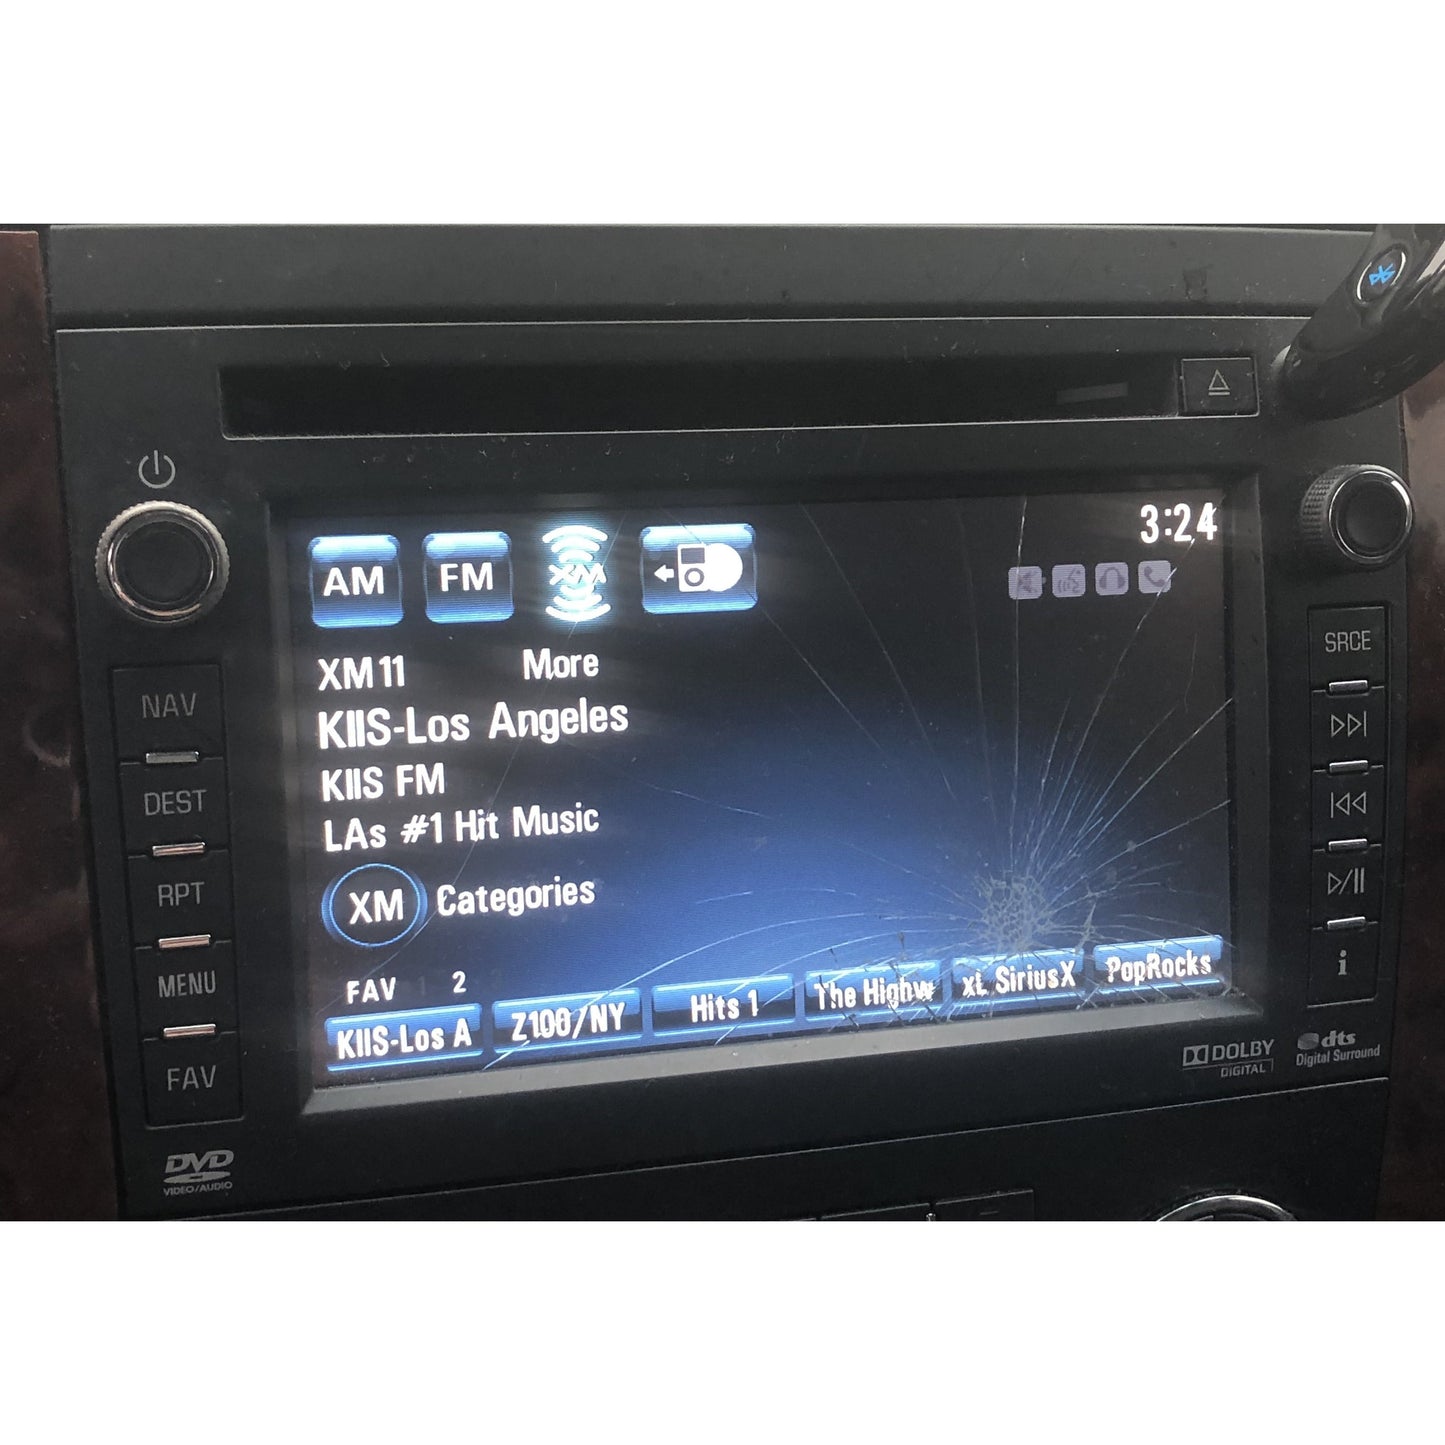 3:24
AM FM XM
XM11 More
KIIS-Los Angeles
KIIS FM
LAs #1 Hit Music
XM Categories
FAV 2
KIIS-Los A Z100/NY Hits 1 The Highw xL SiriusX PopRocks
NAV
DEST
RPT
MENU
FAV
SRCE
i
DVD
VIDEO/AUDIO
DOLBY
DIGITAL
dts
Digital Surround